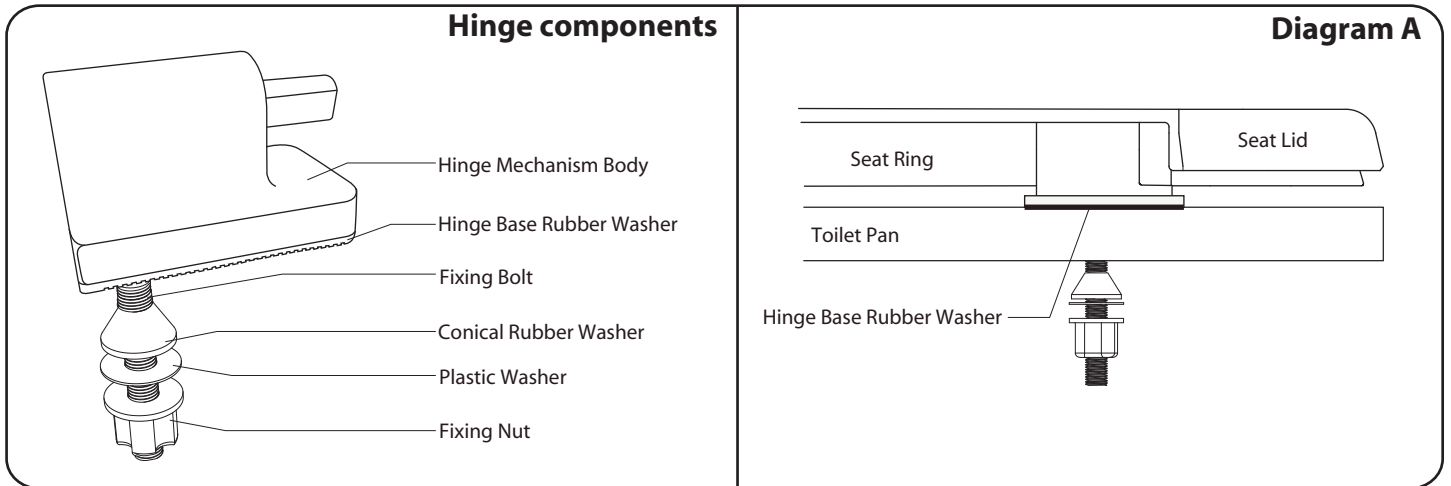 Hinge components
Hinge Mechanism Body
Hinge Base Rubber Washer
Fixing Bolt
Conical Rubber Washer
Plastic Washer
Fixing Nut
Diagram A
Seat Lid
Seat Ring
Toilet Pan
Hinge Base Rubber Washer